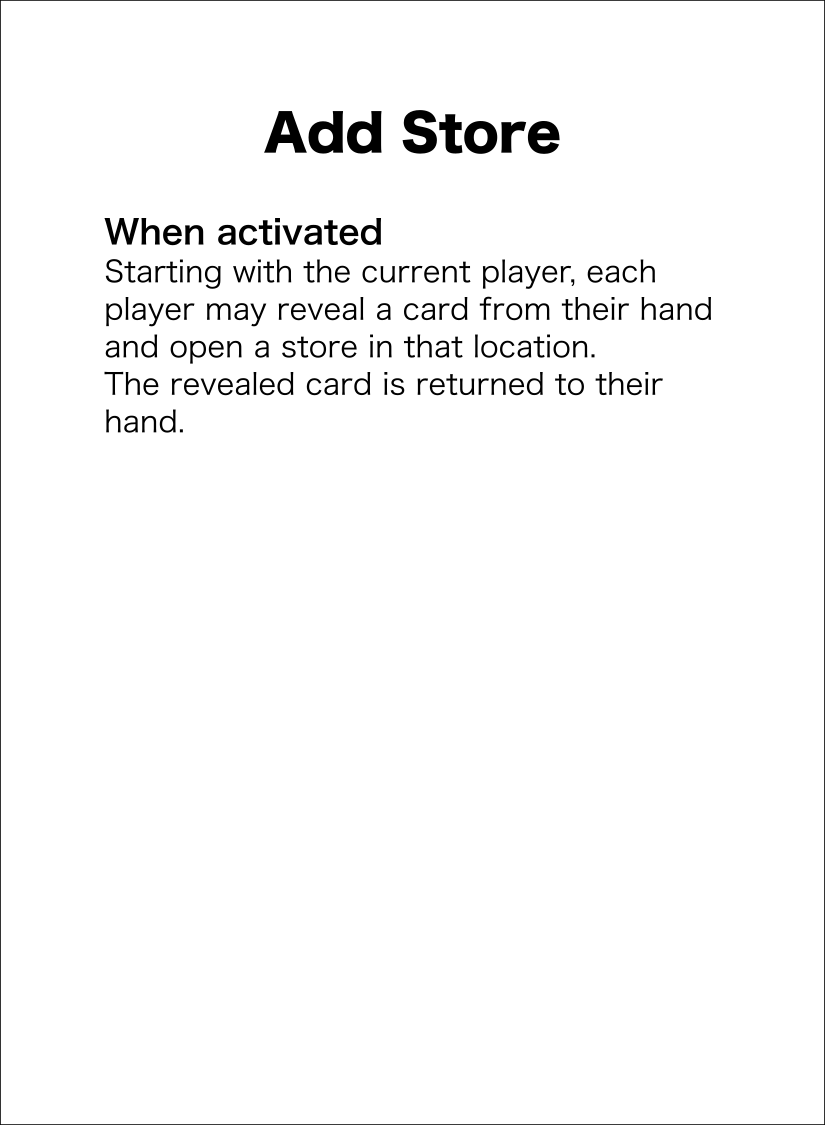 Add Store
When activated
Starting with the current player, each
player may reveal a card from their hand
and open a store in that location.
The revealed card is returned to their
hand.